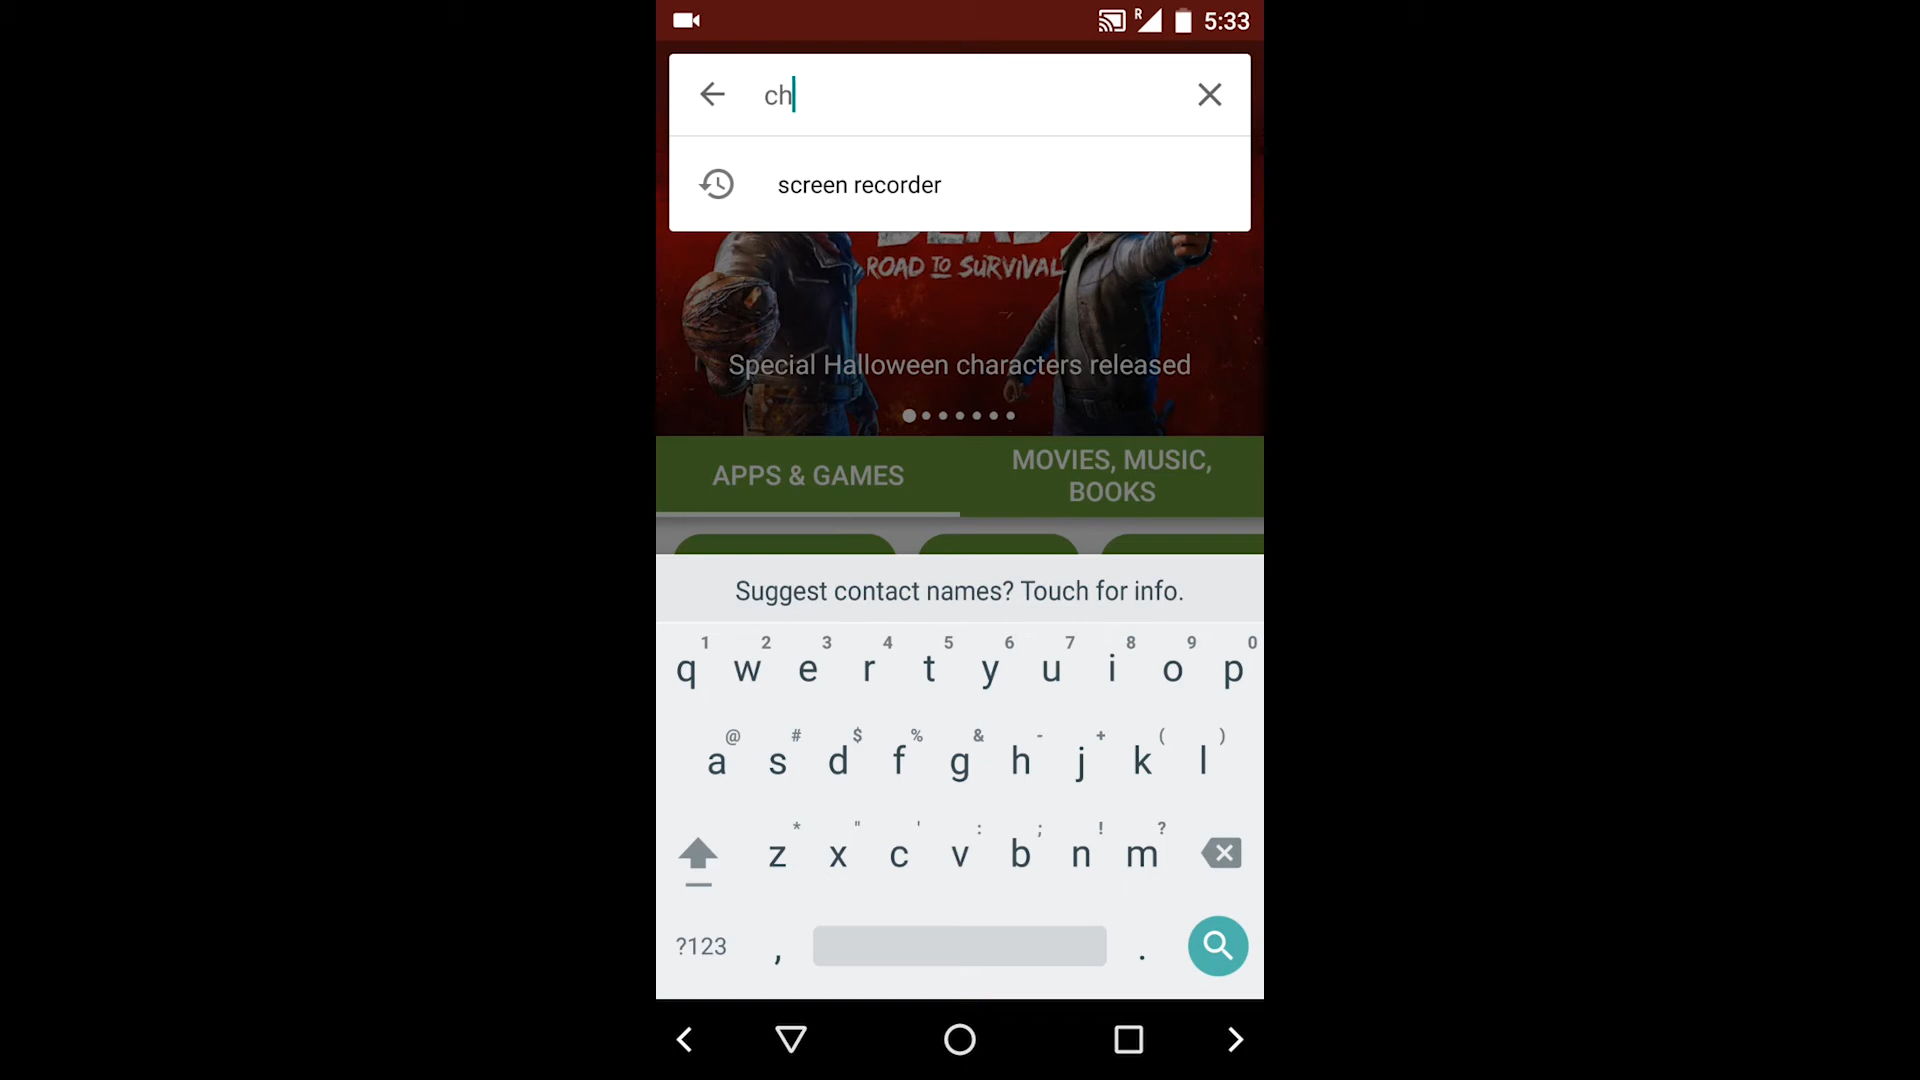 R 5:33
ch
screen recorder
ROAD TO SURVIVAL
Special Halloween characters released
APPS & GAMES
MOVIES, MUSIC,
BOOKS
Suggest contact names? Touch for info.
1 2 3 4 5 6 7 8 9 0
q w e r t y u i o p
@ # $ % & - + ( )
a s d f g h j k l
* " ' : ; ! ?
z x c v b n m
?123 , .